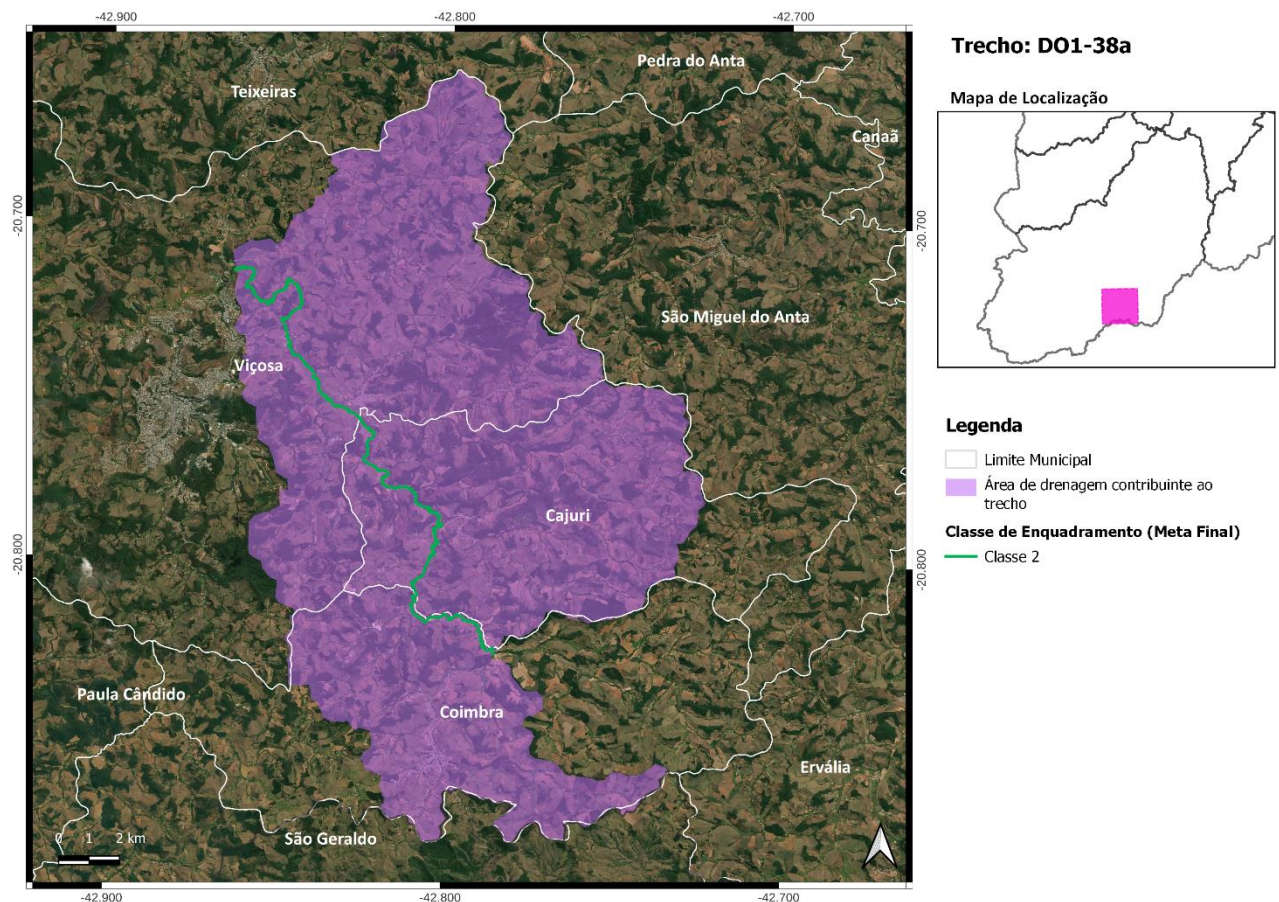 -42.900
-42.800
-42.700
Trecho: DO1-38a
Pedra do Anta
Teixeiras
Mapa de Localização
Canaã
-20.700
-20.700
São Miguel do Anta
Viçosa
Legenda
Limite Municipal
Área de drenagem contribuinte ao
trecho
Cajuri
Classe de Enquadramento (Meta Final)
Classe 2
-20.800
-20.800
Paula Cândido
Coimbra
Ervália
São Geraldo
0 1 2 km
-42.900
-42.800
-42.700